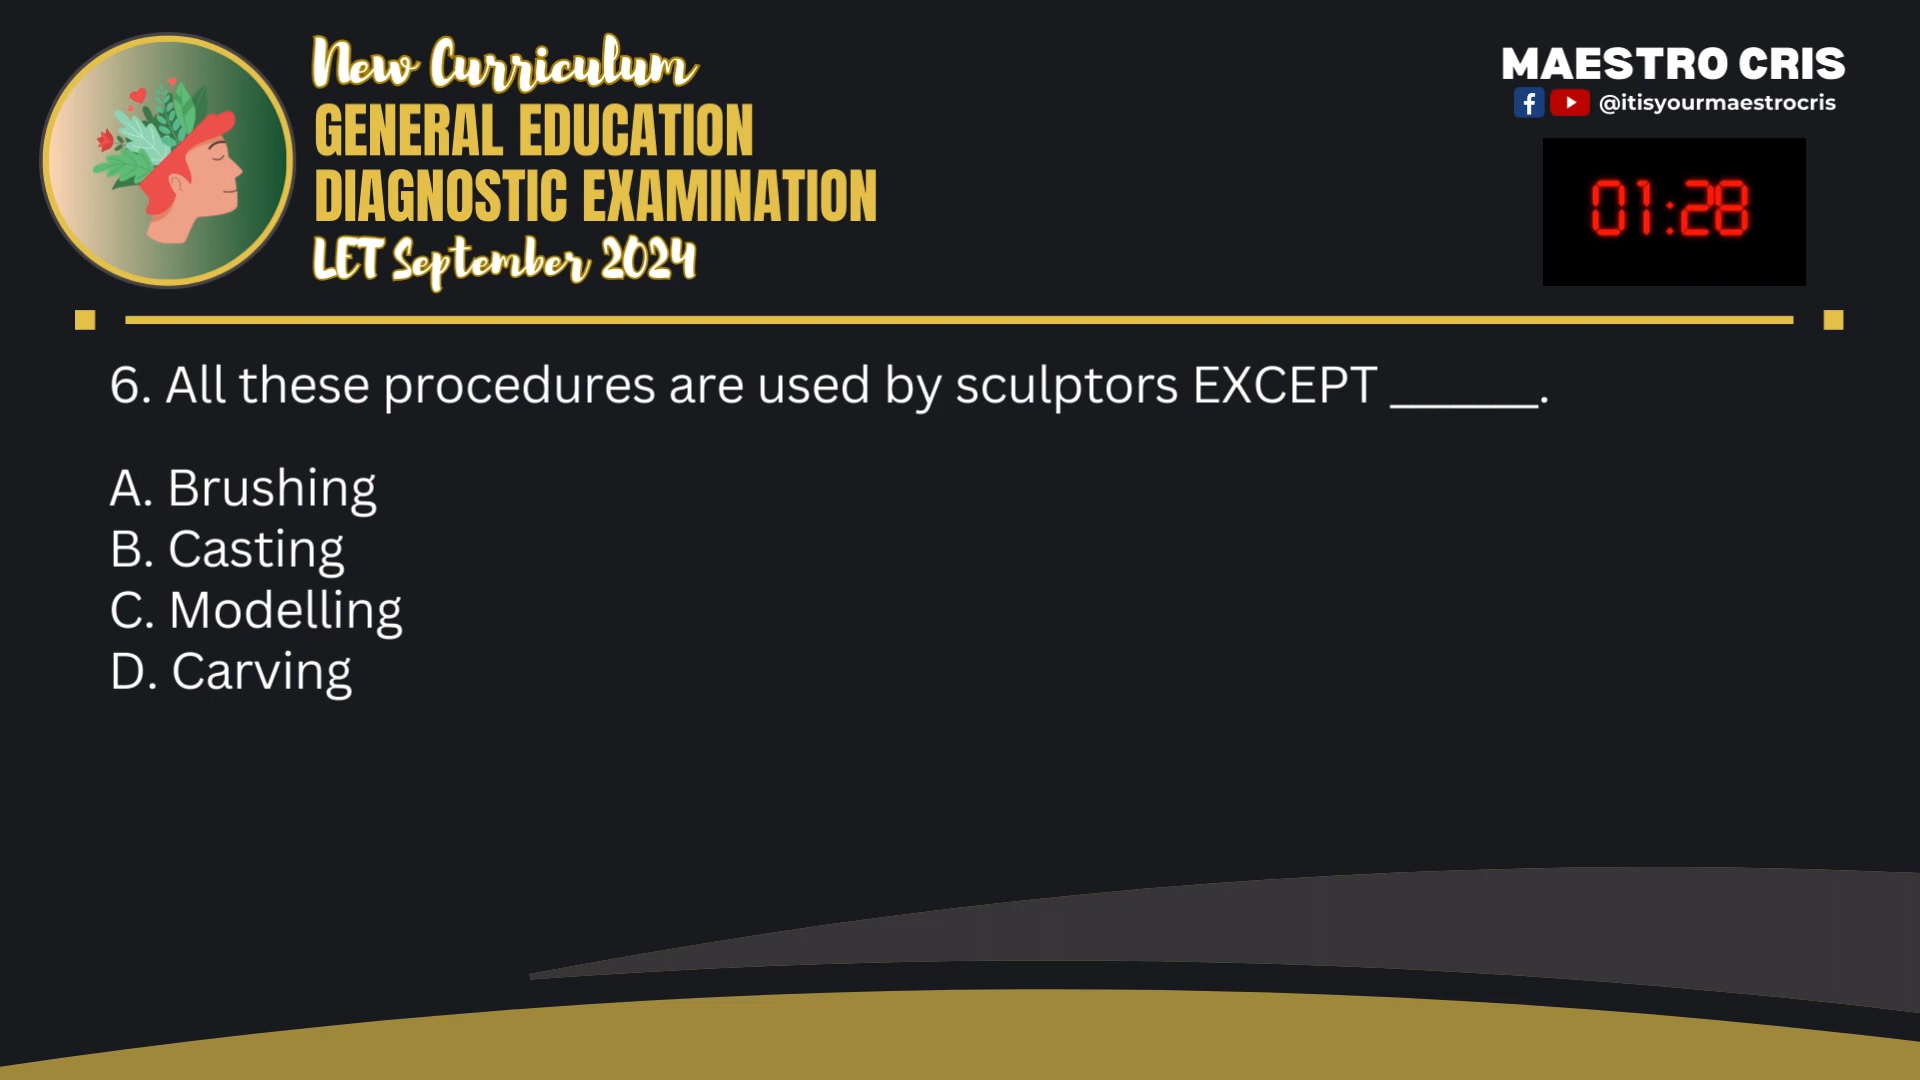 New Curriculum
GENERAL EDUCATION
DIAGNOSTIC EXAMINATION
LET September 2024
MAESTRO CRIS
@itisyourmaestrocris
01:28
6. All these procedures are used by sculptors EXCEPT ______.
A. Brushing
B. Casting
C. Modelling
D. Carving